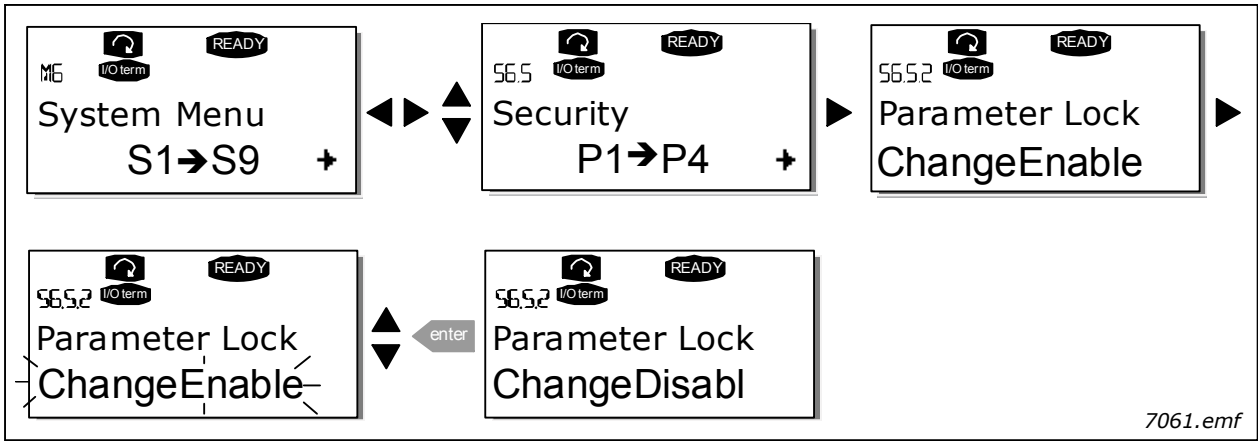 READY
M6 I/O term
System Menu
S1➔S9
READY
S6.5 I/O term
Security
P1➔P4
READY
S6.5.2 I/O term
Parameter Lock
ChangeEnable
READY
S6.5.2 I/O term
Parameter Lock
ChangeEnable
enter
READY
S6.5.2 I/O term
Parameter Lock
ChangeDisabl
7061.emf